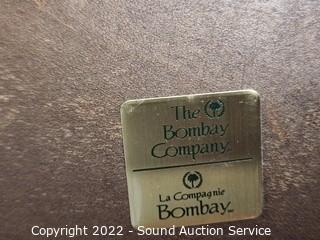 The
Bombay
Company
La Compagnie
Bombay
Copyright 2022 - Sound Auction Service